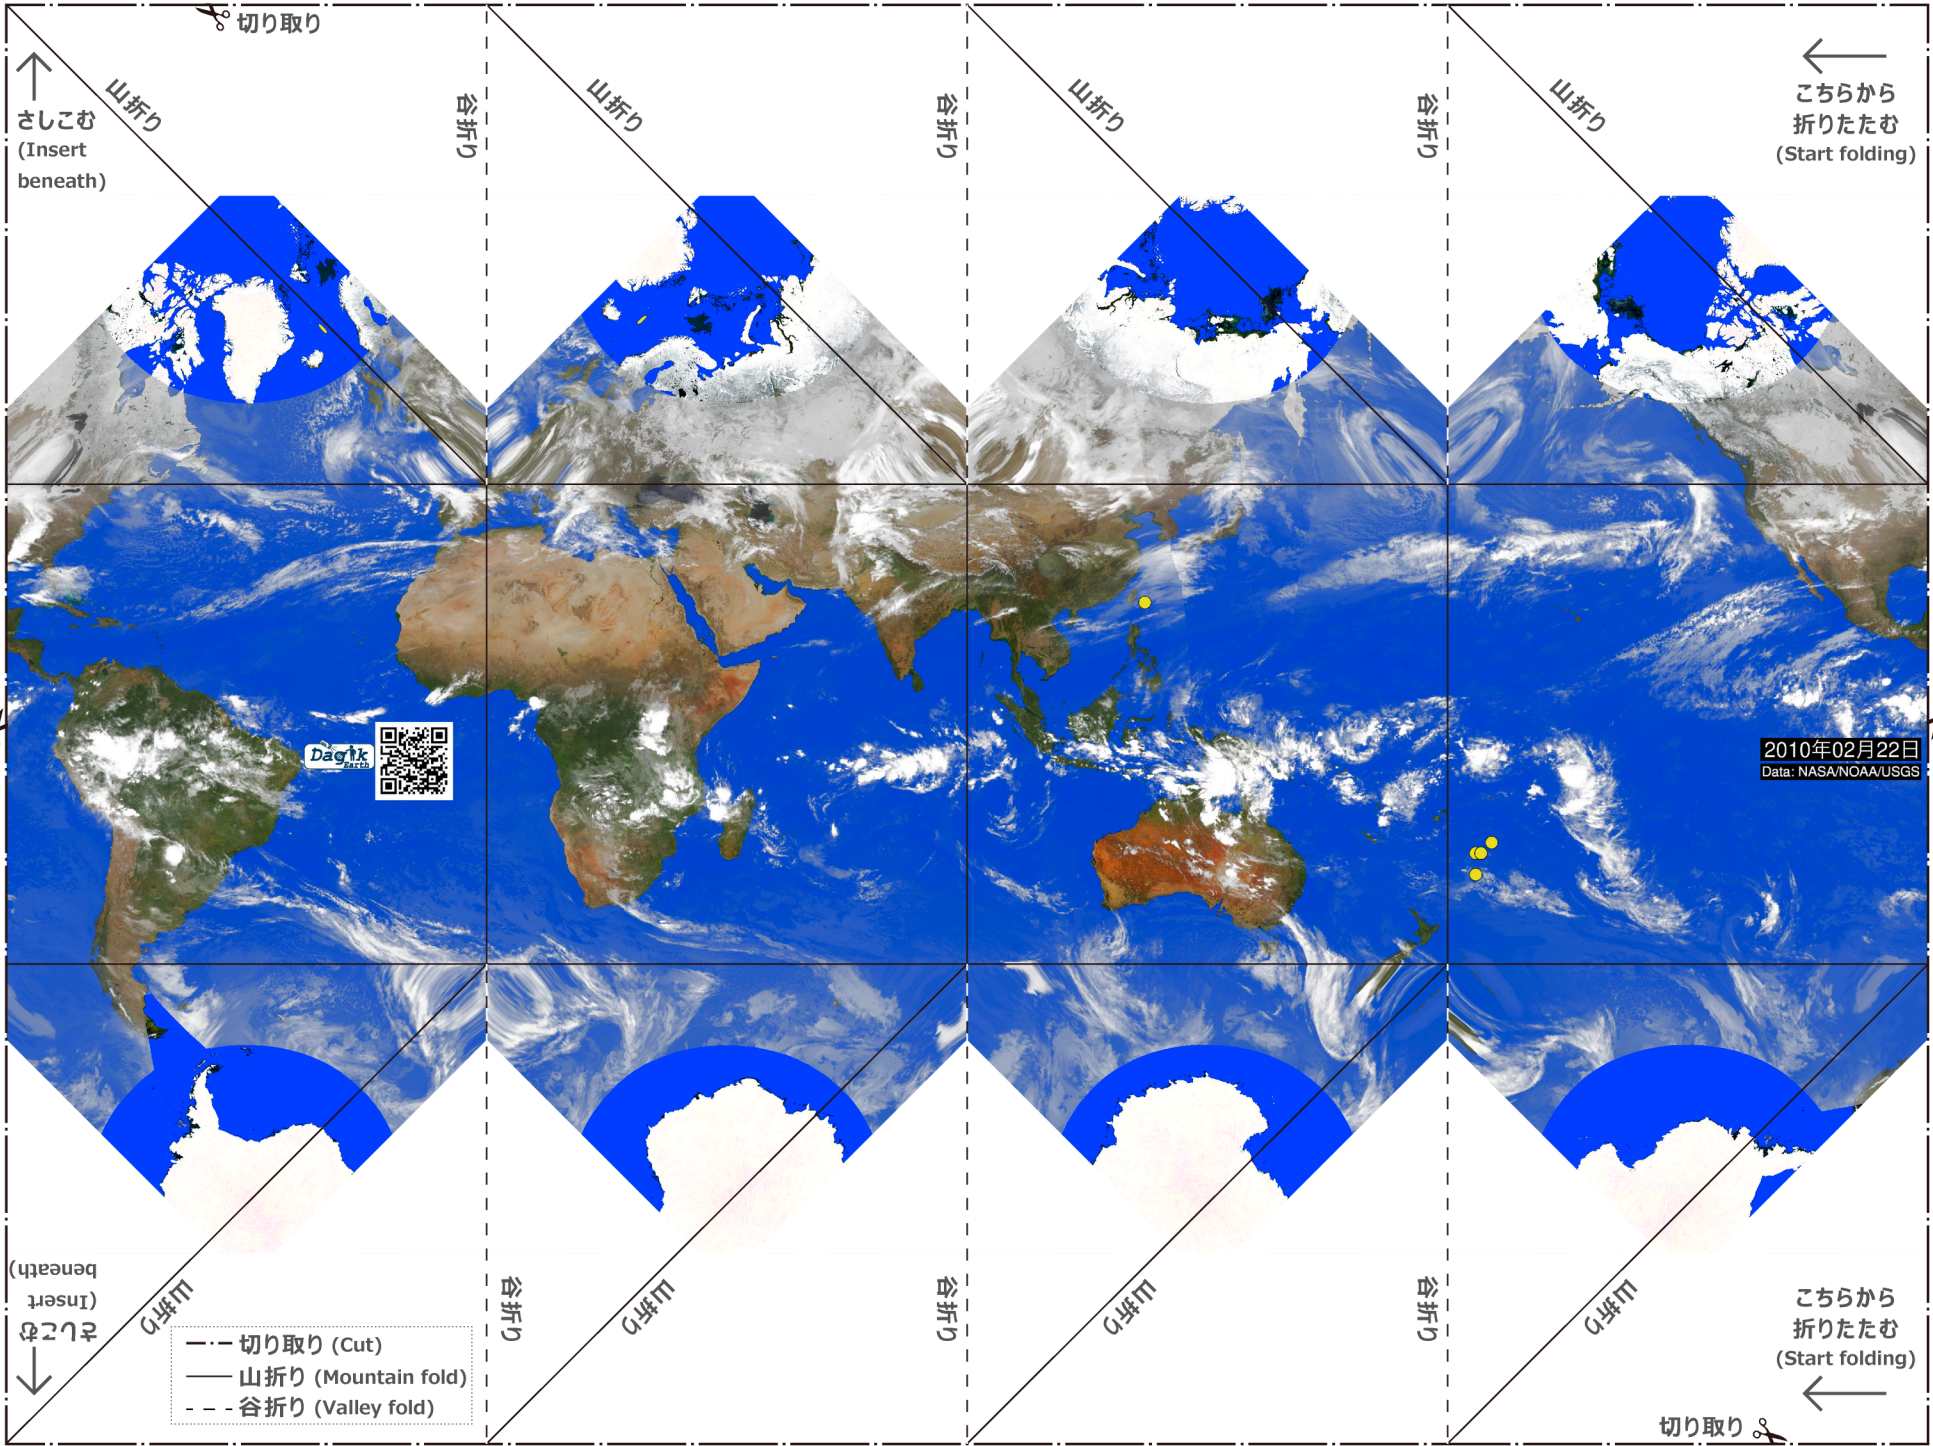 切り取り
山折り
谷折り
山折り
谷折り
山折り
谷折り
山折り
さしこむ
(Insert
beneath)
こちらから
折りたたむ
(Start folding)
Dagik
Earth
2010年02月22日
Data: NASA/NOAA/USGS
さしこむ
(Insert
beneath)
山折り
谷折り
山折り
谷折り
山折り
谷折り
山折り
こちらから
折りたたむ
(Start folding)
切り取り (Cut)
山折り (Mountain fold)
谷折り (Valley fold)
切り取り